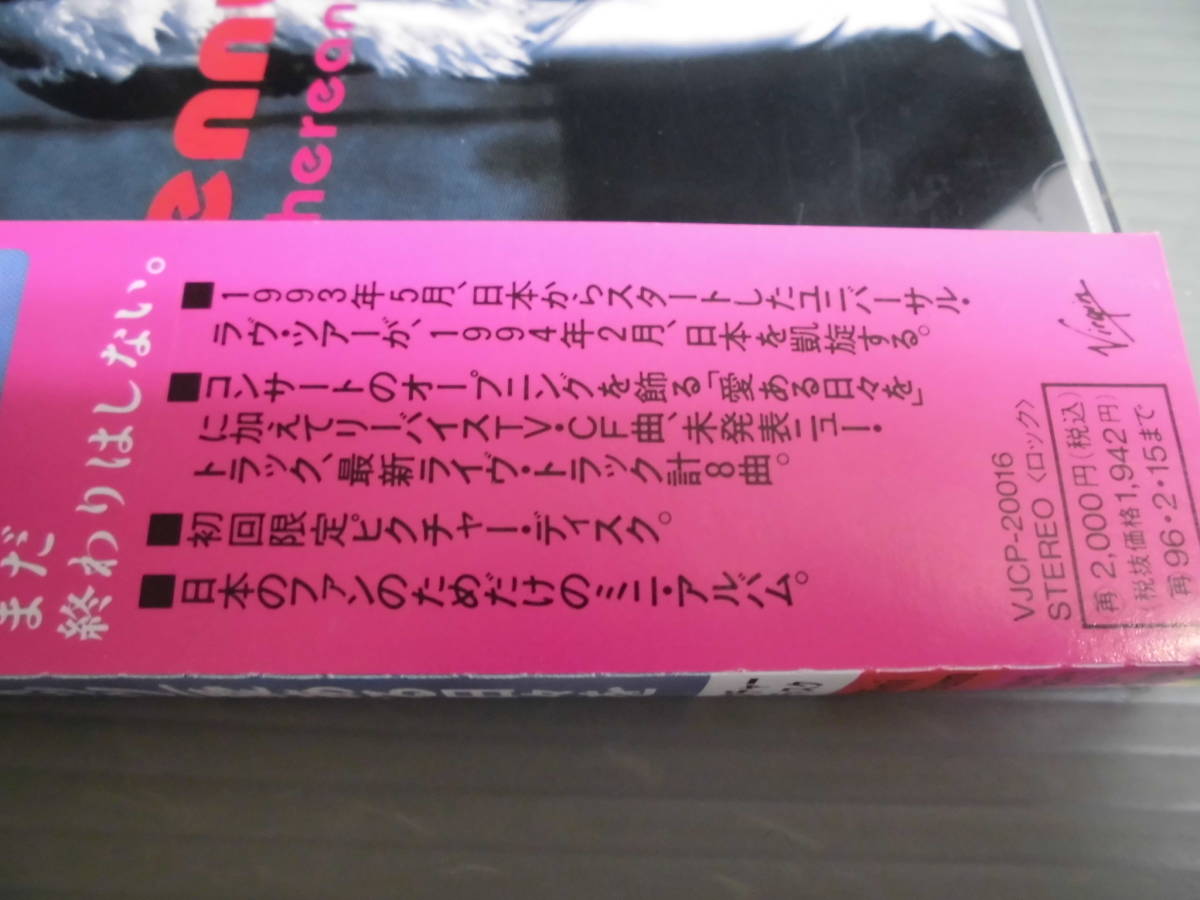 enn
herean
まだ
終わりはしない。
■1993年5月、日本からスタートしたユニバーサル・
ラヴ・ツアーが、1994年2月、日本を凱旋する。
■コンサートのオープニングを飾る「愛ある日々を」
に加えてリーバイスTV・CF曲、未発表ニュー・
トラック、最新ライヴ・トラック計8曲。
■初回限定ピクチャー・ディスク。
■日本のファンのためだけのミニ・アルバム。
Virgin
VJCP-20016
STEREO〈ロック〉
再 2,000円(税込)
(税抜価格1,942円)
再96・2・15まで